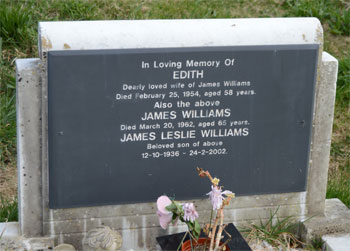 In Loving Memory Of
EDITH
Dearly loved wife of James Williams
Died February 25, 1954, aged 58 years.
Also the above
JAMES WILLIAMS
Died March 20, 1962, aged 65 years.
JAMES LESLIE WILLIAMS
Beloved son of above
12-10-1936 - 24-2-2002.